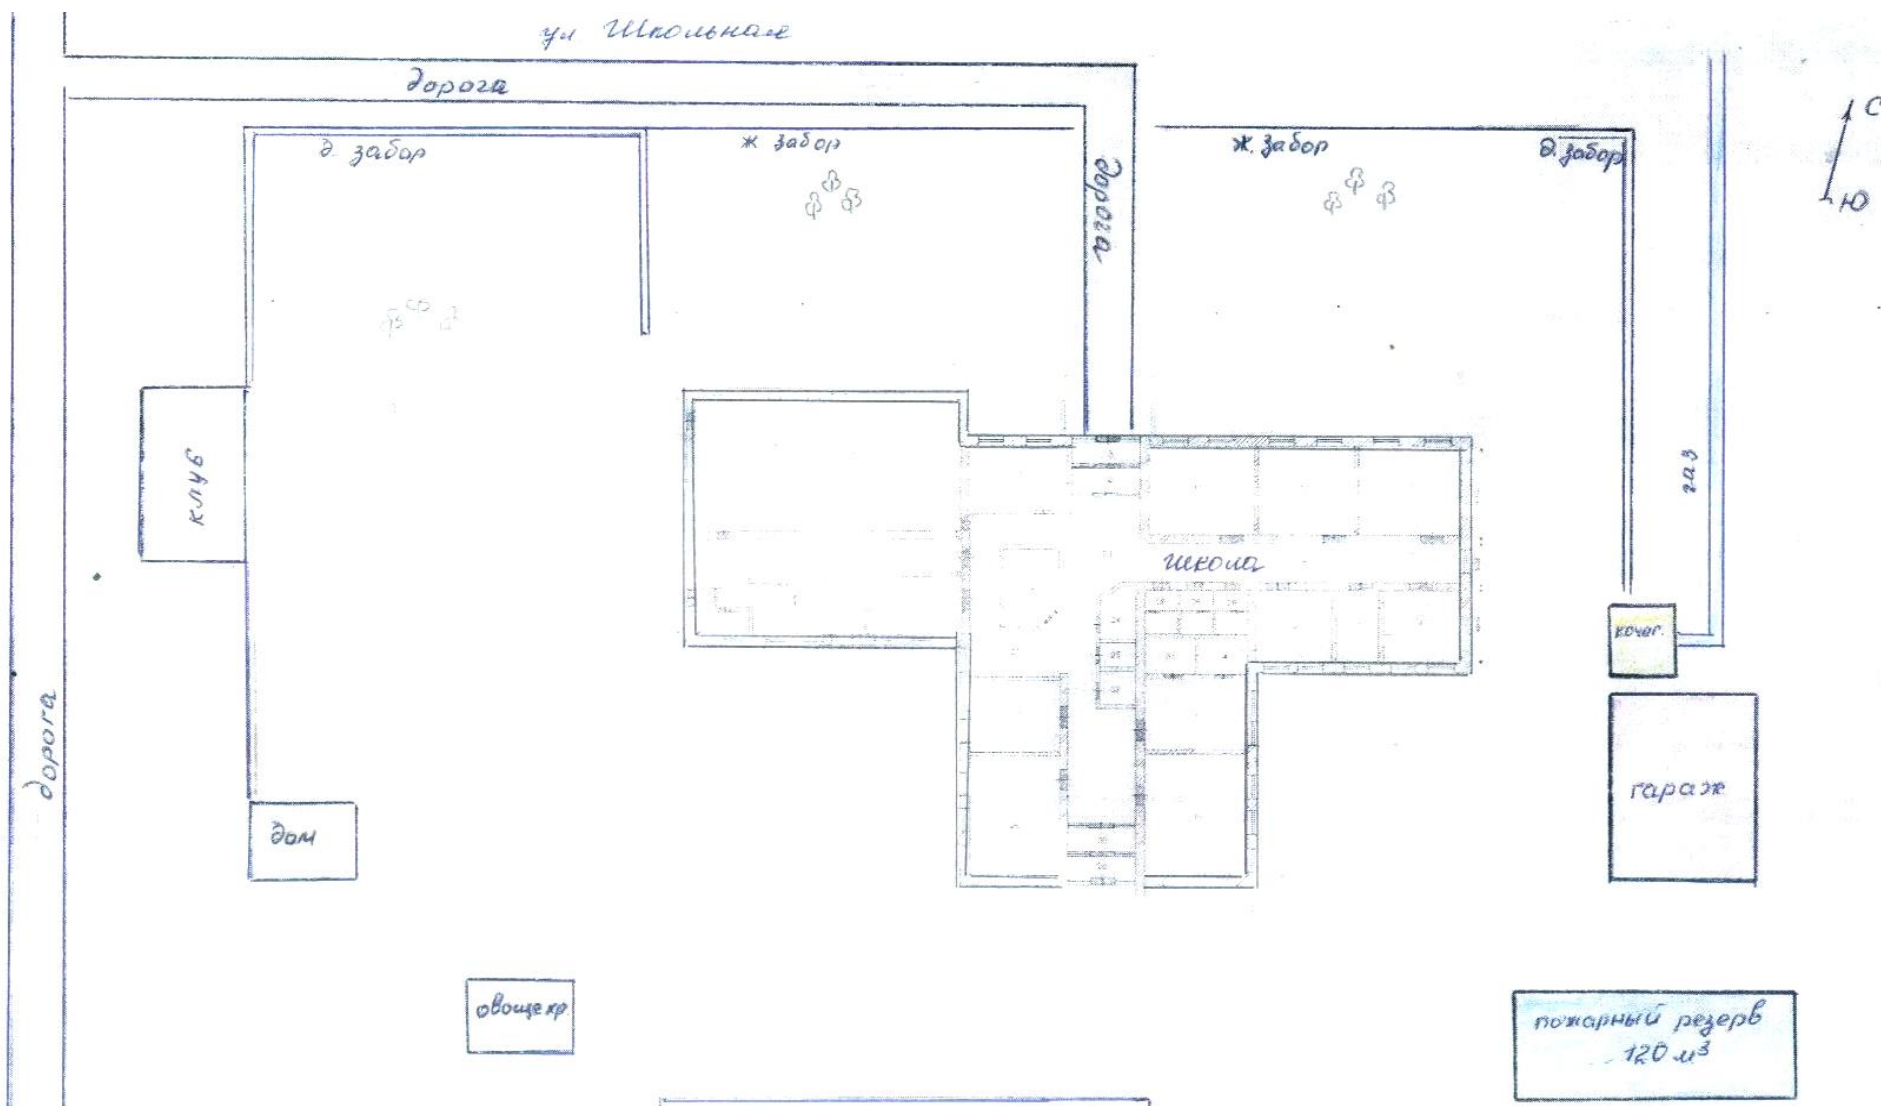 ул Школьная
дорога
д. забор
ж забор
ж. забор
д. забор
С
Ю
дорога
клуб
школа
газ
кочег.
дорога
гараж
дом
овощехр
пожарный резерв
120 м³